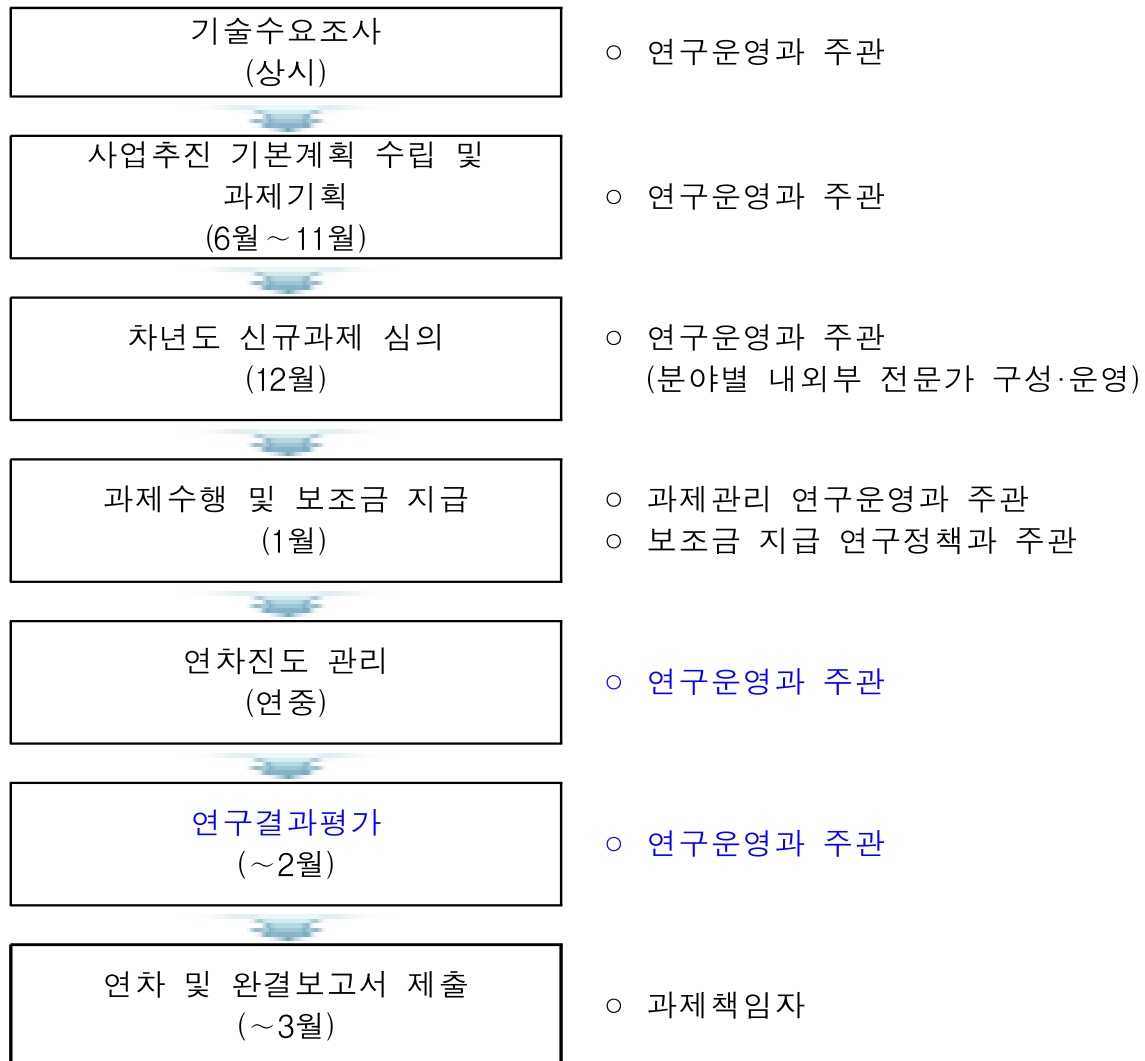 기술수요조사
(상시)
○ 연구운영과 주관
사업추진 기본계획 수립 및
과제기획
(6월～11월)
○ 연구운영과 주관
차년도 신규과제 심의
(12월)
○ 연구운영과 주관
(분야별 내외부 전문가 구성·운영)
과제수행 및 보조금 지급
(1월)
○ 과제관리 연구운영과 주관
○ 보조금 지급 연구정책과 주관
연차진도 관리
(연중)
○ 연구운영과 주관
연구결과평가
(～2월)
○ 연구운영과 주관
연차 및 완결보고서 제출
(～3월)
○ 과제책임자